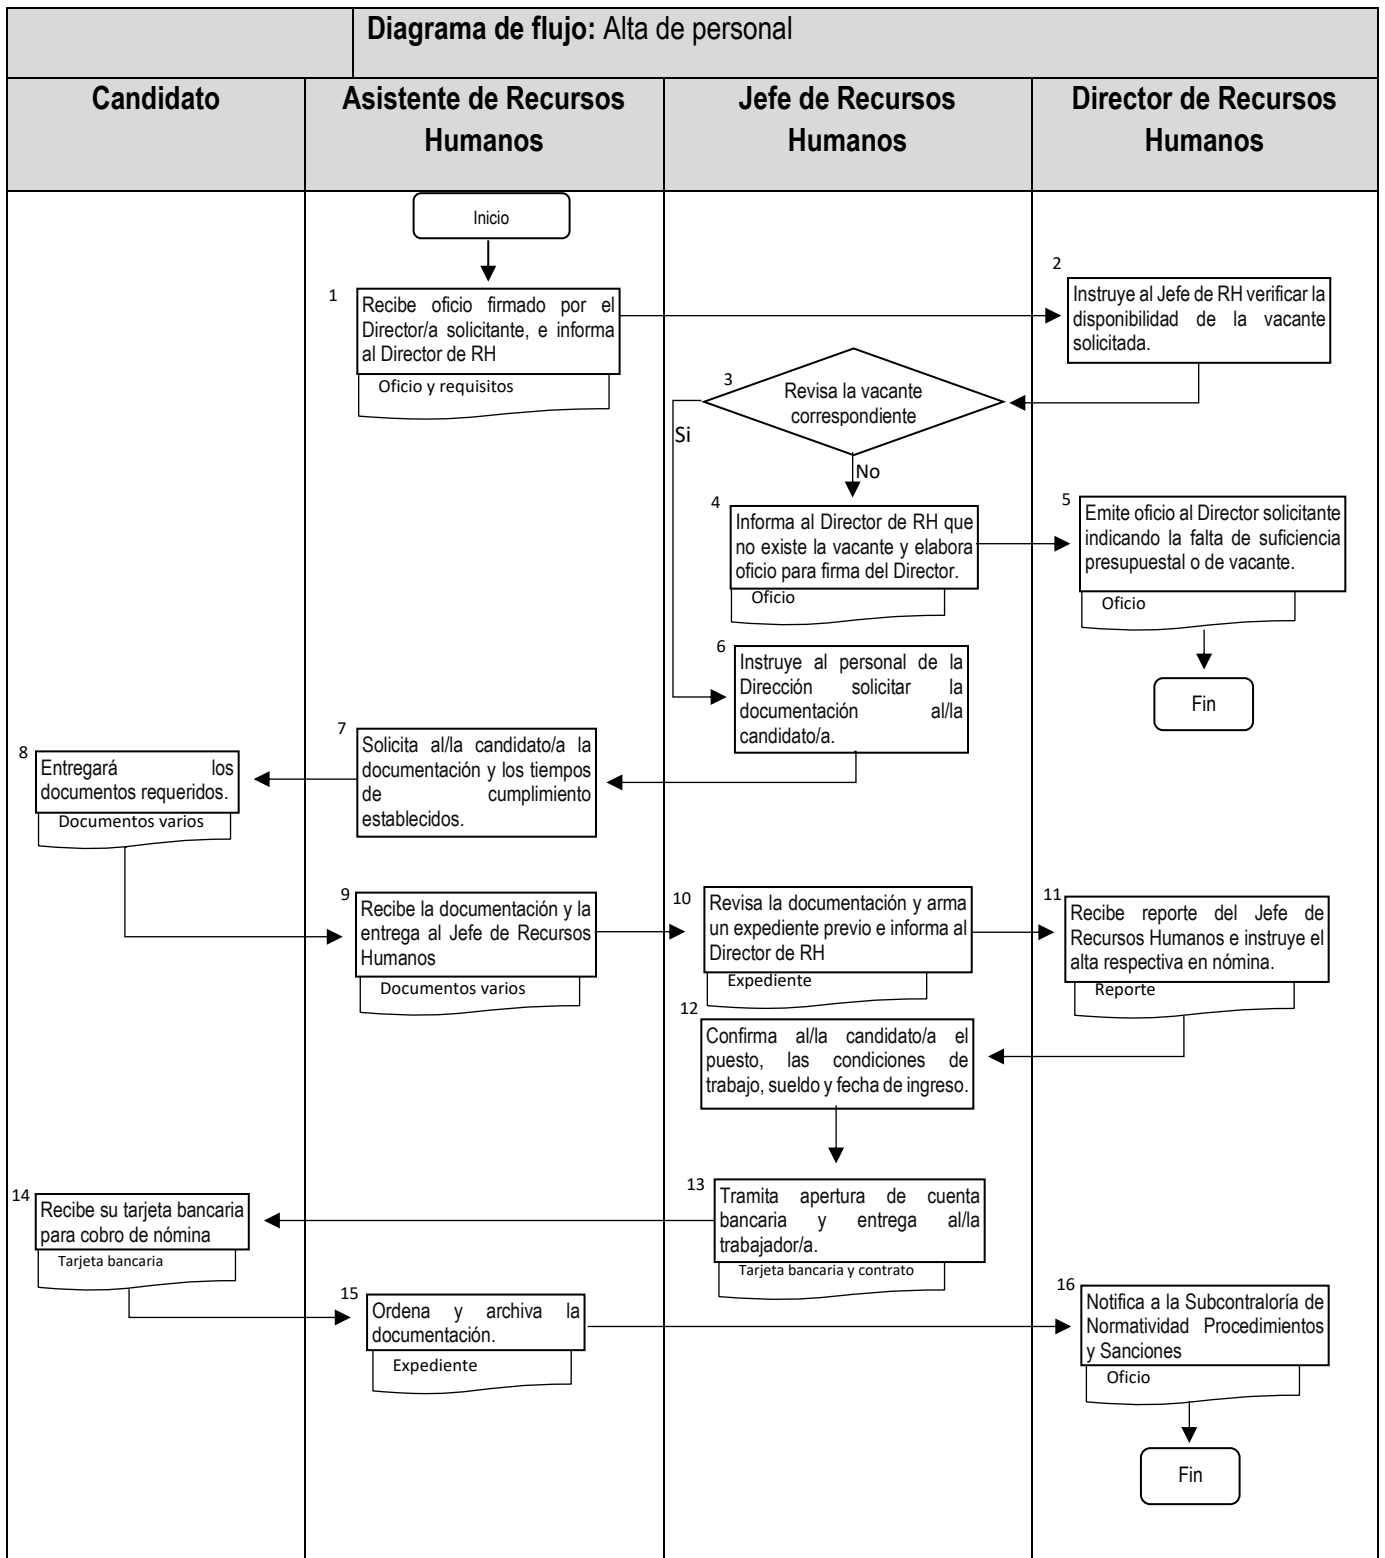 Diagrama de flujo: Alta de personal
Candidato
Asistente de Recursos
Humanos
Jefe de Recursos
Humanos
Director de Recursos
Humanos
Inicio
1
Recibe oficio firmado por el
Director/a solicitante, e informa
al Director de RH
Oficio y requisitos
2
Instruye al Jefe de RH verificar la
disponibilidad de la vacante
solicitada.
3
Revisa la vacante
correspondiente
Si
No
4
Informa al Director de RH que
no existe la vacante y elabora
oficio para firma del Director.
Oficio
5
Emite oficio al Director solicitante
indicando la falta de suficiencia
presupuestal o de vacante.
Oficio
Fin
6
Instruye al personal de la
Dirección solicitar la
documentación al/la
candidato/a.
7
Solicita al/la candidato/a la
documentación y los tiempos
de cumplimiento
establecidos.
8
Entregará los
documentos requeridos.
Documentos varios
9
Recibe la documentación y la
entrega al Jefe de Recursos
Humanos
Documentos varios
10
Revisa la documentación y arma
un expediente previo e informa al
Director de RH
Expediente
11
Recibe reporte del Jefe de
Recursos Humanos e instruye el
alta respectiva en nómina.
Reporte
12
Confirma al/la candidato/a el
puesto, las condiciones de
trabajo, sueldo y fecha de ingreso.
13
Tramita apertura de cuenta
bancaria y entrega al/la
trabajador/a.
Tarjeta bancaria y contrato
14
Recibe su tarjeta bancaria
para cobro de nómina
Tarjeta bancaria
15
Ordena y archiva la
documentación.
Expediente
16
Notifica a la Subcontraloría de
Normatividad Procedimientos
y Sanciones
Oficio
Fin